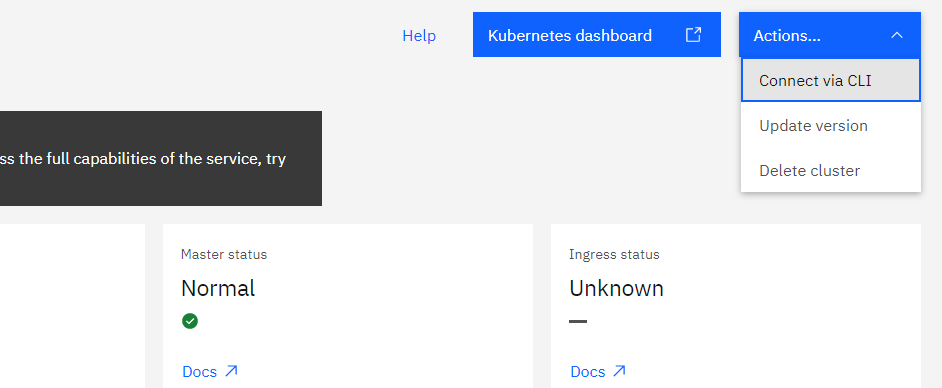 Help
Kubernetes dashboard
Actions...
Connect via CLI
Update version
Delete cluster
ss the full capabilities of the service, try
Master status
Normal
Docs
Ingress status
Unknown
Docs